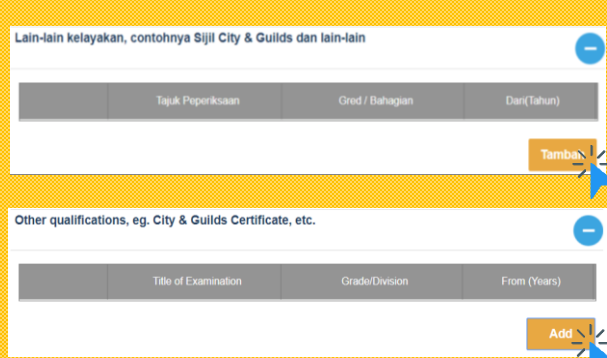 Lain-lain kelayakan, contohnya Sijil City & Guilds dan lain-lain
Tajuk Peperiksaan Gred / Bahagian Dari(Tahun)
Tambah
Other qualifications, eg. City & Guilds Certificate, etc.
Title of Examination Grade/Division From (Years)
Add